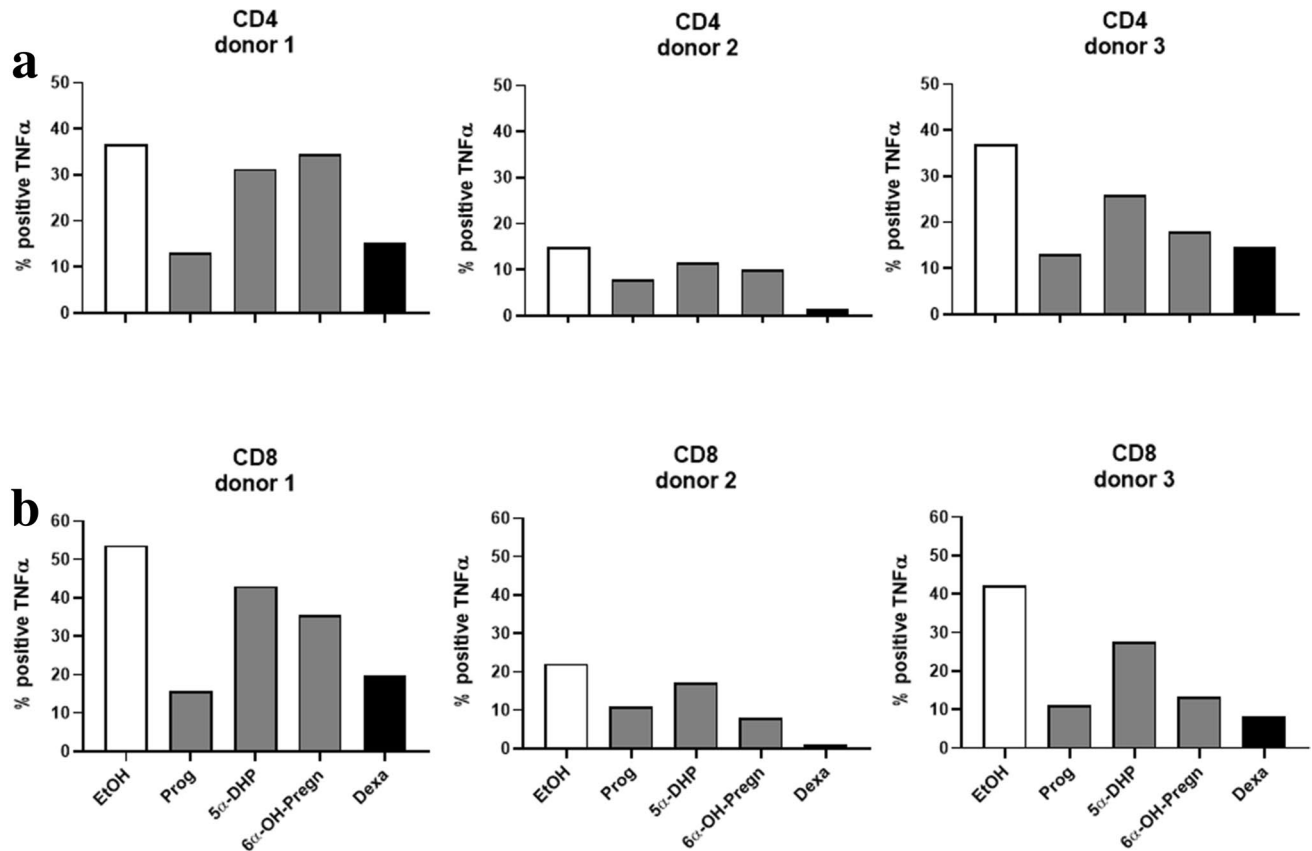 a
CD4
donor 1
CD4
donor 2
CD4
donor 3
% positive TNFα
50
40
30
20
10
0
% positive TNFα
50
40
30
20
10
0
% positive TNFα
50
40
30
20
10
0
b
CD8
donor 1
CD8
donor 2
CD8
donor 3
% positive TNFα
60
50
40
30
20
10
0
EtOH
Prog
5α-DHP
6α-OH-Pregn
Dexa
% positive TNFα
60
50
40
30
20
10
0
EtOH
Prog
5α-DHP
6α-OH-Pregn
Dexa
% positive TNFα
60
50
40
30
20
10
0
EtOH
Prog
5α-DHP
6α-OH-Pregn
Dexa